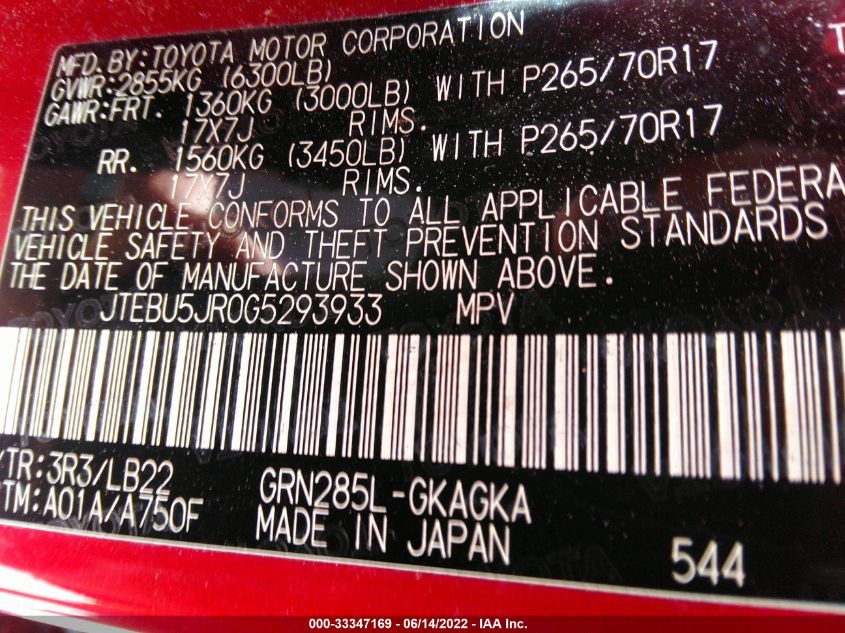 MFD. BY: TOYOTA MOTOR CORPORATION
GVWR: 2855KG (6300LB)
GAWR: FRT. 1360KG (3000LB) WITH P265/70R17
17X7J RIMS.
RR. 1560KG (3450LB) WITH P265/70R17
17X7J RIMS.
THIS VEHICLE CONFORMS TO ALL APPLICABLE FEDERA
VEHICLE SAFETY AND THEFT PREVENTION STANDARDS
THE DATE OF MANUFACTURE SHOWN ABOVE.
JTEBU5JR0G5293933 MPV
/TR: 3R3/LB22 GRN285L-GKAGKA
TM: A01A/A750F MADE IN JAPAN 544
000-33347169 - 06/14/2022 - IAA Inc.